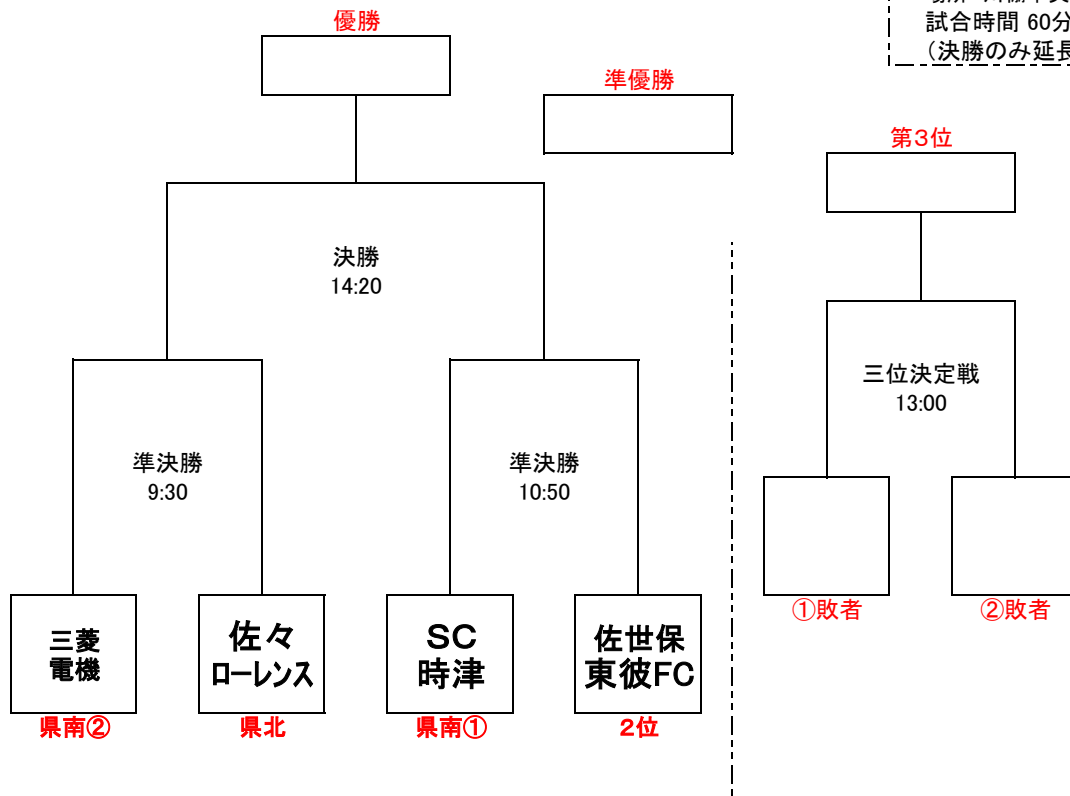 試合時間 60分
(決勝のみ延長
優勝
準優勝
第3位
決勝
14:20
三位決定戦
13:00
準決勝
9:30
準決勝
10:50
①敗者
②敗者
三菱
電機
佐々
ローレンス
SC
時津
佐世保
東彼FC
県南②
県北
県南①
2位